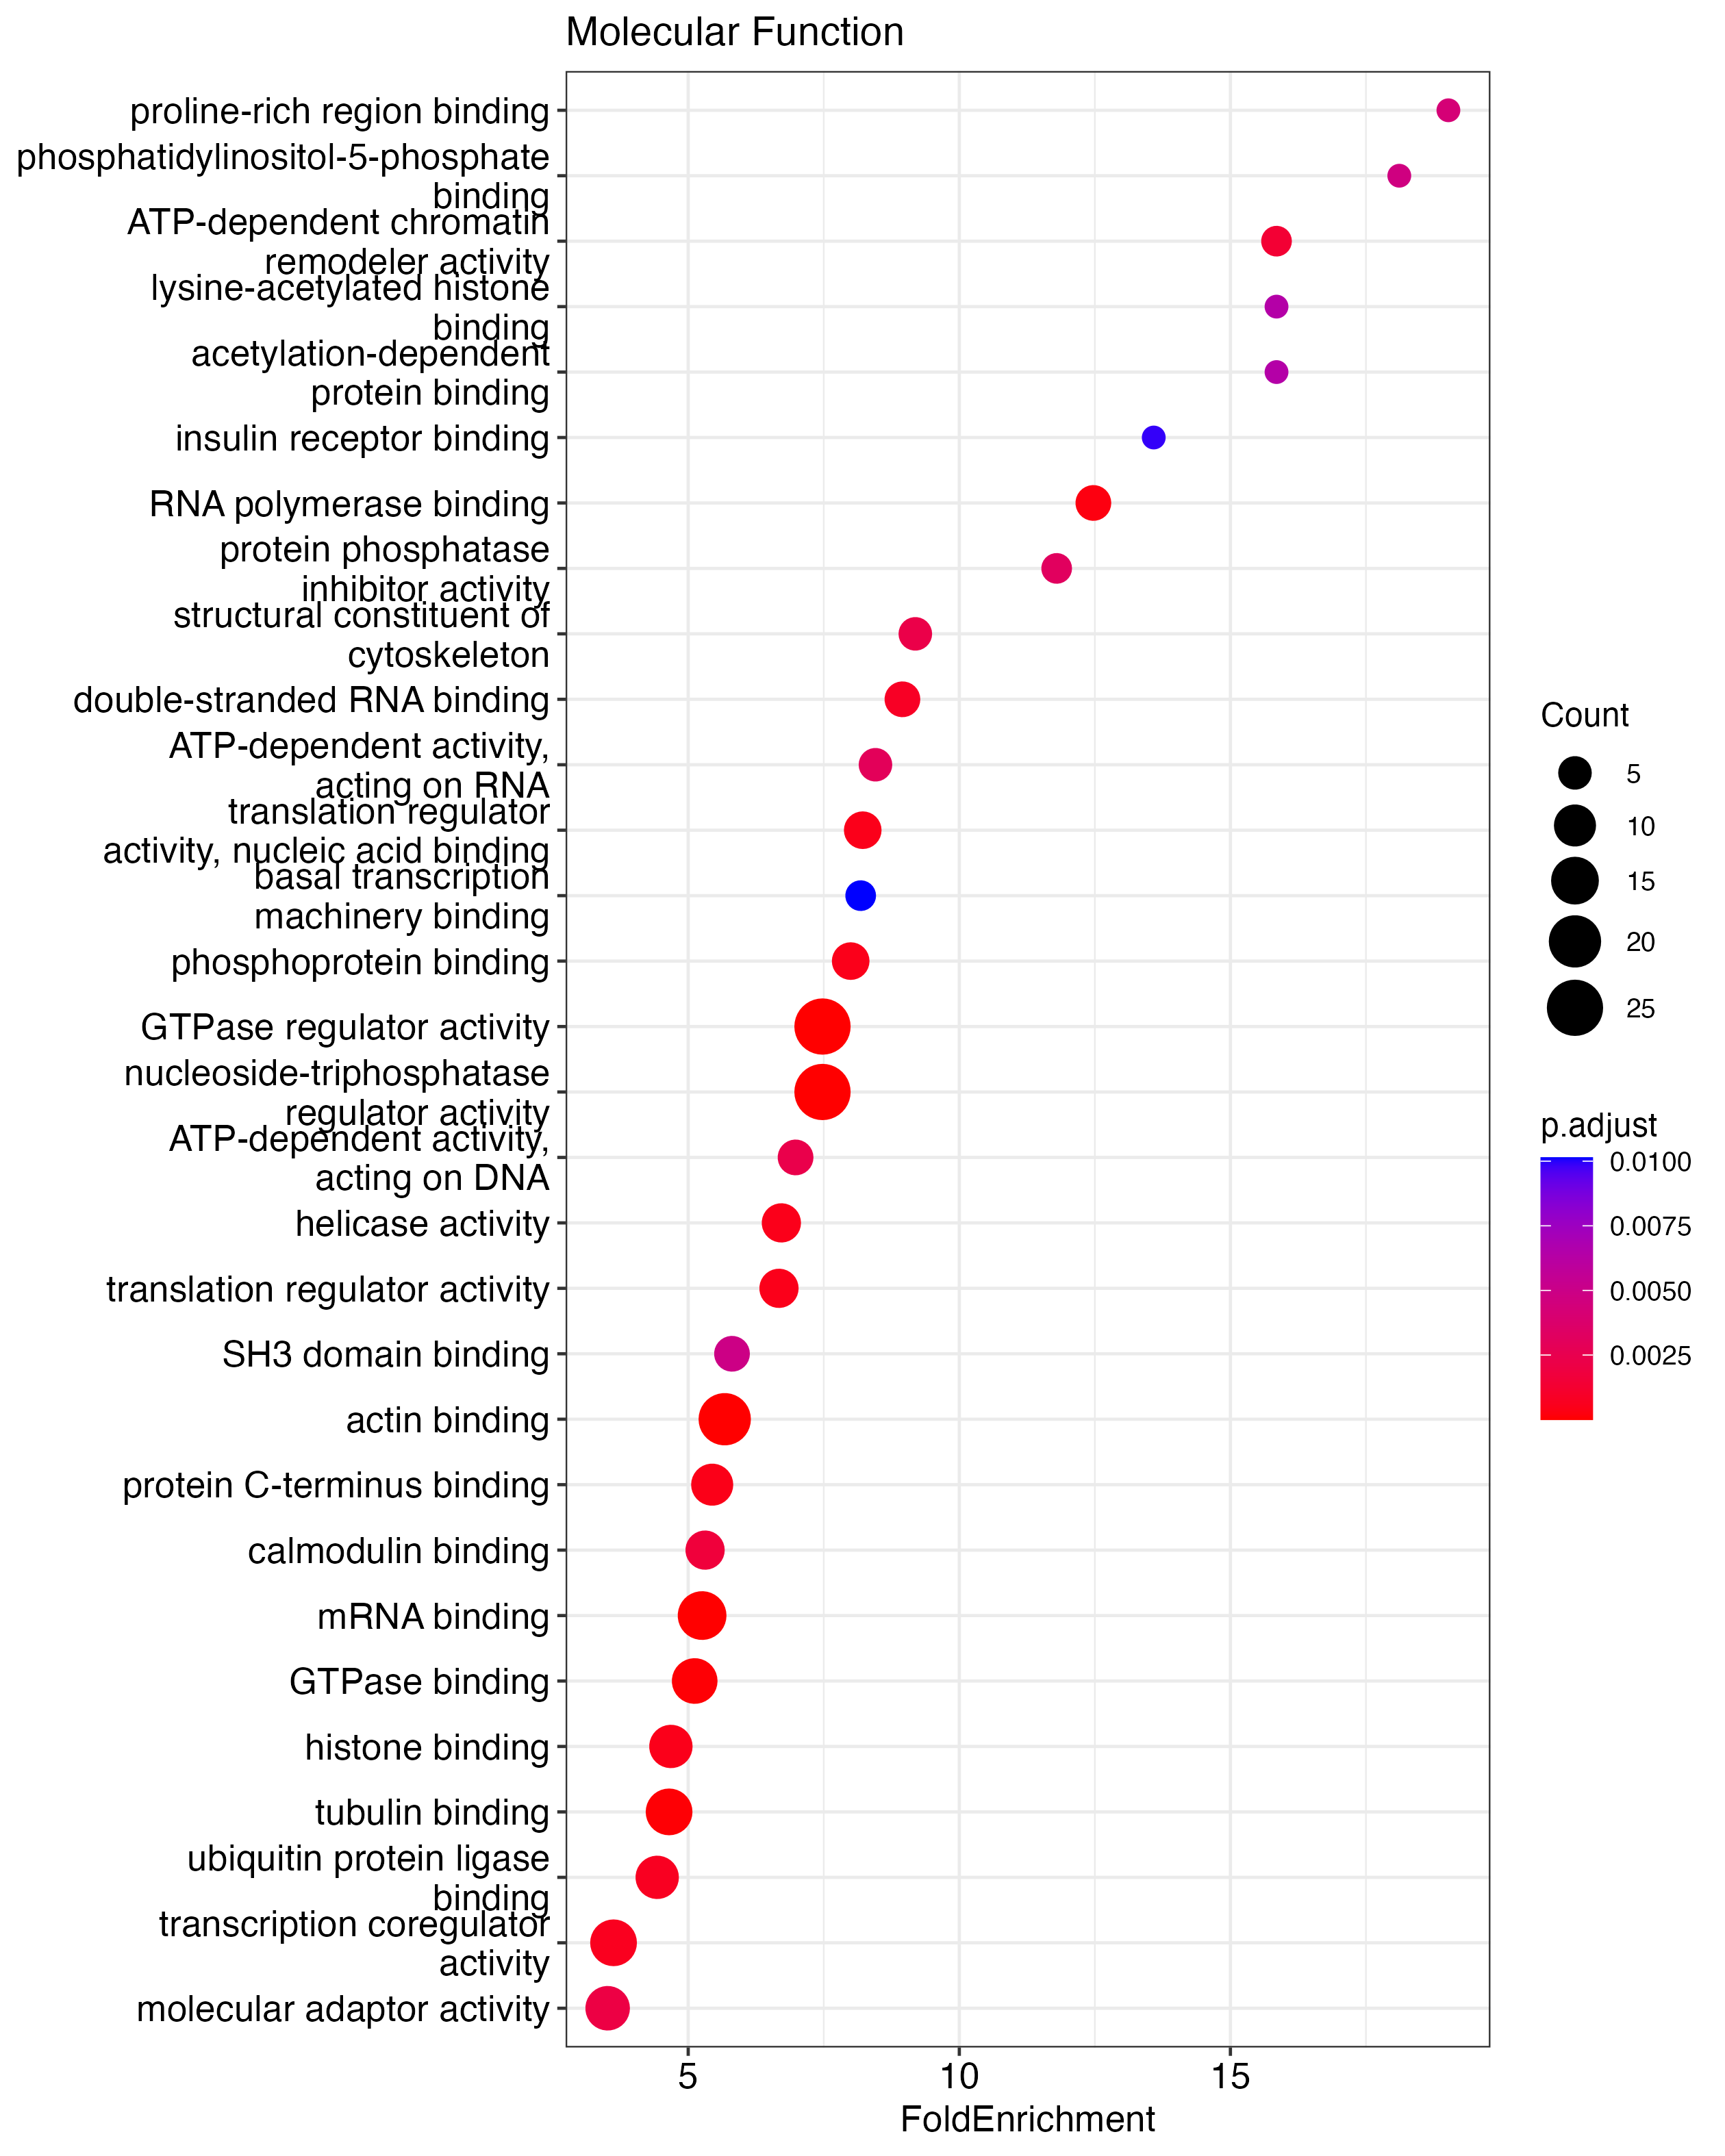 Molecular Function
proline-rich region binding
phosphatidylinositol-5-phosphate
binding
ATP-dependent chromatin
remodeler activity
lysine-acetylated histone
binding
acetylation-dependent
protein binding
insulin receptor binding
RNA polymerase binding
protein phosphatase
inhibitor activity
structural constituent of
cytoskeleton
double-stranded RNA binding
ATP-dependent activity,
acting on RNA
translation regulator
activity, nucleic acid binding
basal transcription
machinery binding
phosphoprotein binding
GTPase regulator activity
nucleoside-triphosphatase
regulator activity
ATP-dependent activity,
acting on DNA
helicase activity
translation regulator activity
SH3 domain binding
actin binding
protein C-terminus binding
calmodulin binding
mRNA binding
GTPase binding
histone binding
tubulin binding
ubiquitin protein ligase
binding
transcription coregulator
activity
molecular adaptor activity
5 10 15
FoldEnrichment
Count
5
10
15
20
25
p.adjust
0.0100
0.0075
0.0050
0.0025